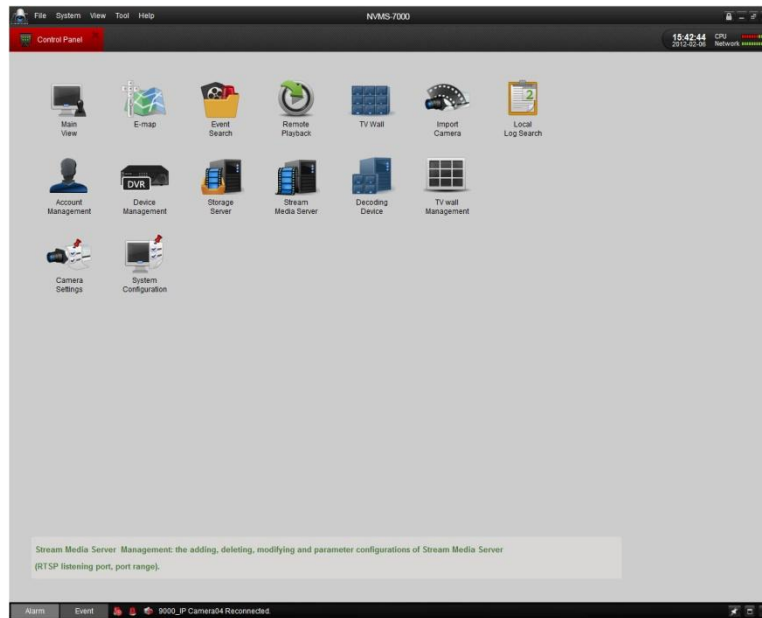 File System View Tool Help NVMS-7000
Control Panel
15:42:44 CPU
2012-02-06 Network
Main View
E-map
Event Search
Remote Playback
TV Wall
Import Camera
2
Local Log Search
Account Management
DVR
Device Management
Storage Server
Stream Media Server
Decoding Device
TV wall Management
Camera Settings
System Configuration
Stream Media Server Management: the adding, deleting, modifying and parameter configurations of Stream Media Server
(RTSP listening port, port range).
Alarm Event 9000_IP Camera04 Reconnected.